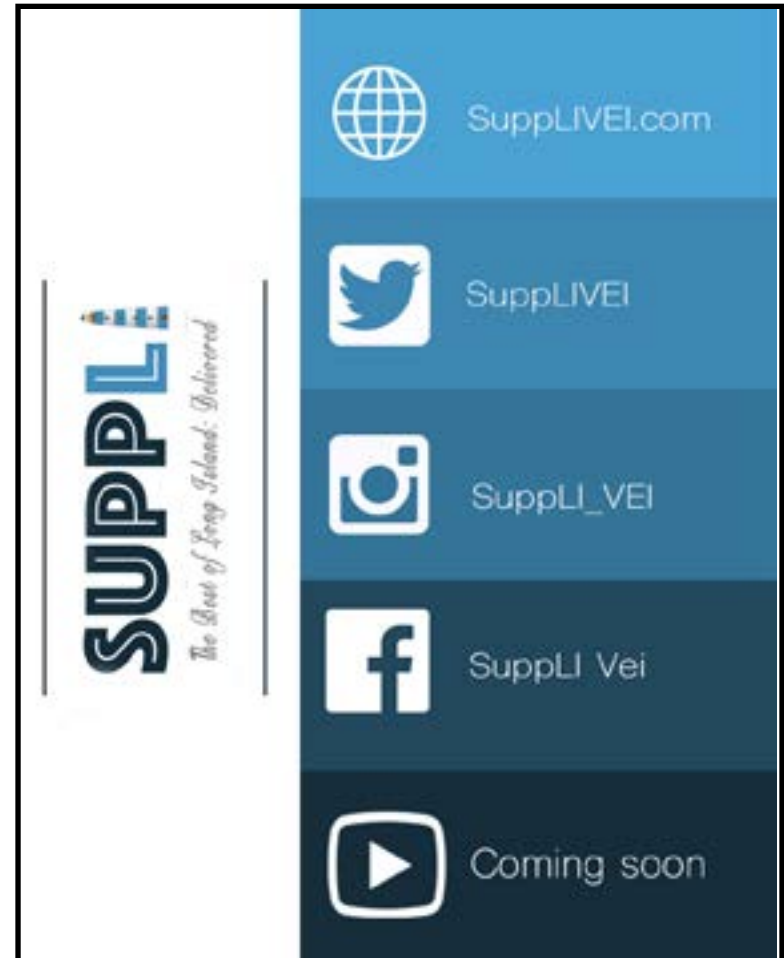 SUPPLI
The Best of Long Island: Delivered
SuppLIVEI.com
SuppLIVEI
SuppLI_VEI
SuppLI Vei
Coming soon